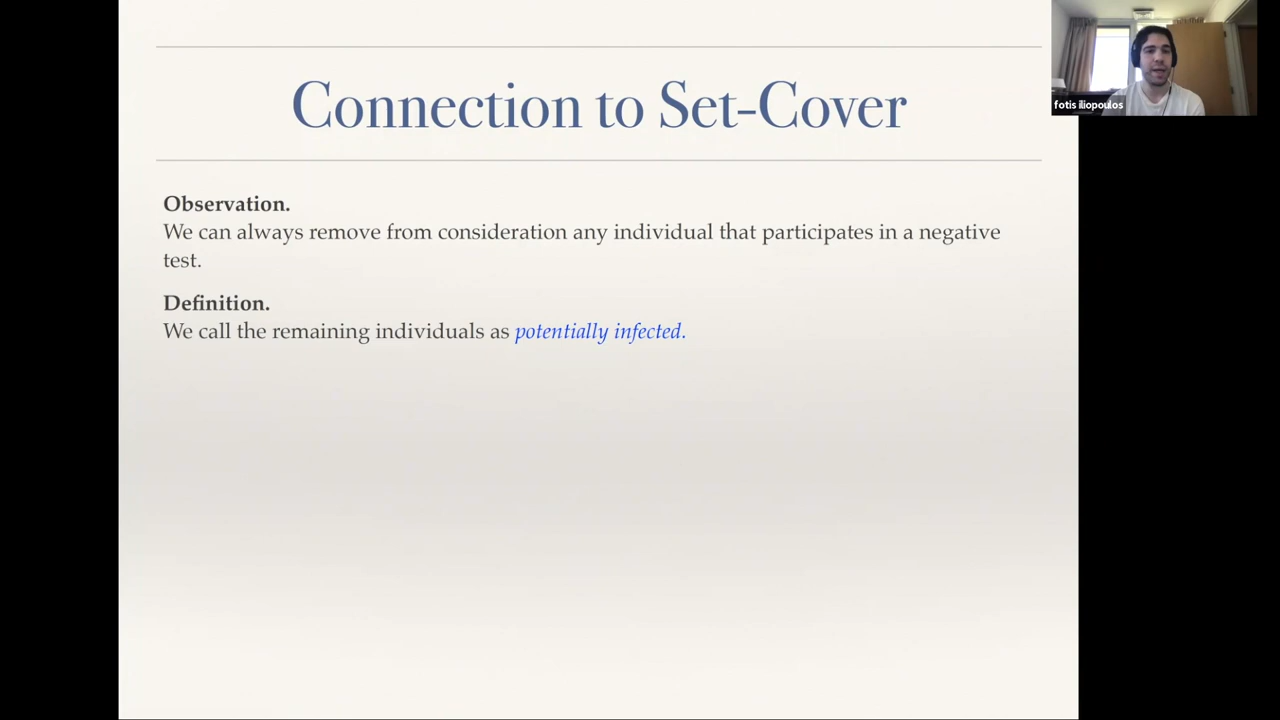 Connection to Set-Cover
fotis iliopoulos
Observation.
We can always remove from consideration any individual that participates in a negative
test.
Definition.
We call the remaining individuals as potentially infected.